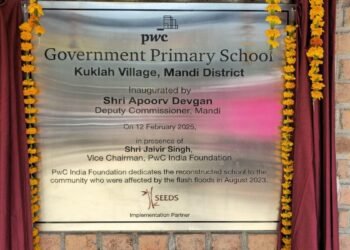 pwc
Government Primary School
Kuklah Village, Mandi District
Inaugurated by
Shri Apoorv Devgan
Deputy Commissioner, Mandi
On 12 February 2025,
in presence of
Shri Jaivir Singh,
Vice Chairman, PwC India Foundation
PwC India Foundation dedicates the reconstructed school to the
community who were affected by the flash floods in August 2023.
SEEDS
Implementation Partner